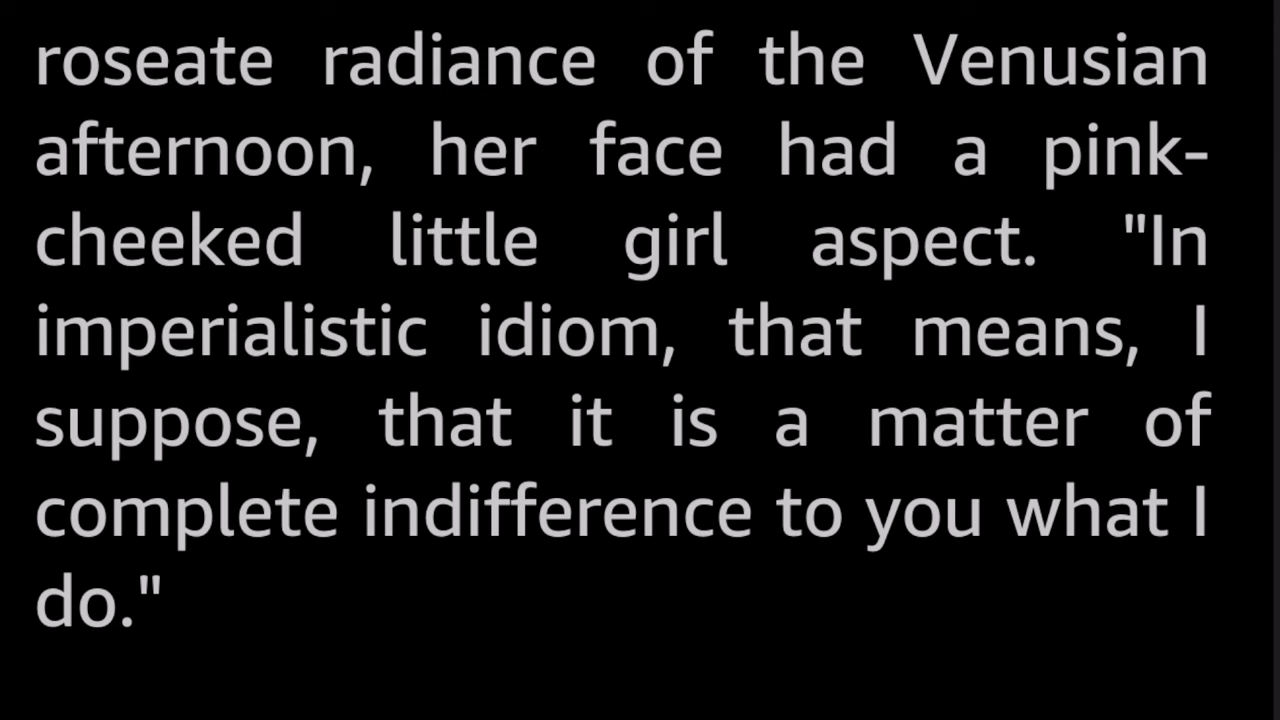 roseate radiance of the Venusian
afternoon, her face had a pink-
cheeked little girl aspect. "In
imperialistic idiom, that means, I
suppose, that it is a matter of
complete indifference to you what I
do."